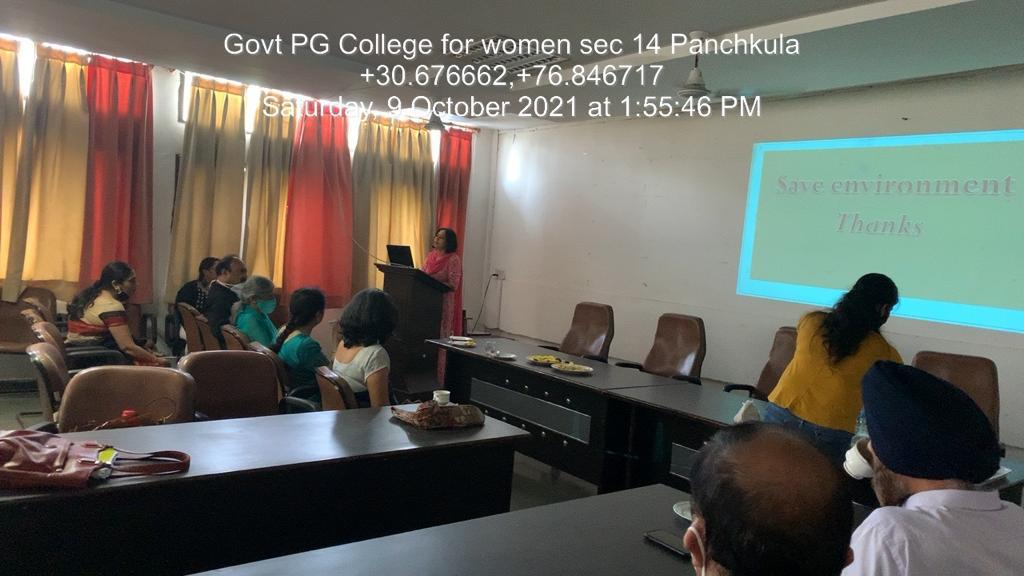 Govt PG College for women sec 14 Panchkula
+30.676662,+76.846717
Saturday, 9 October 2021 at 1:55:46 PM
Save environment
Thanks